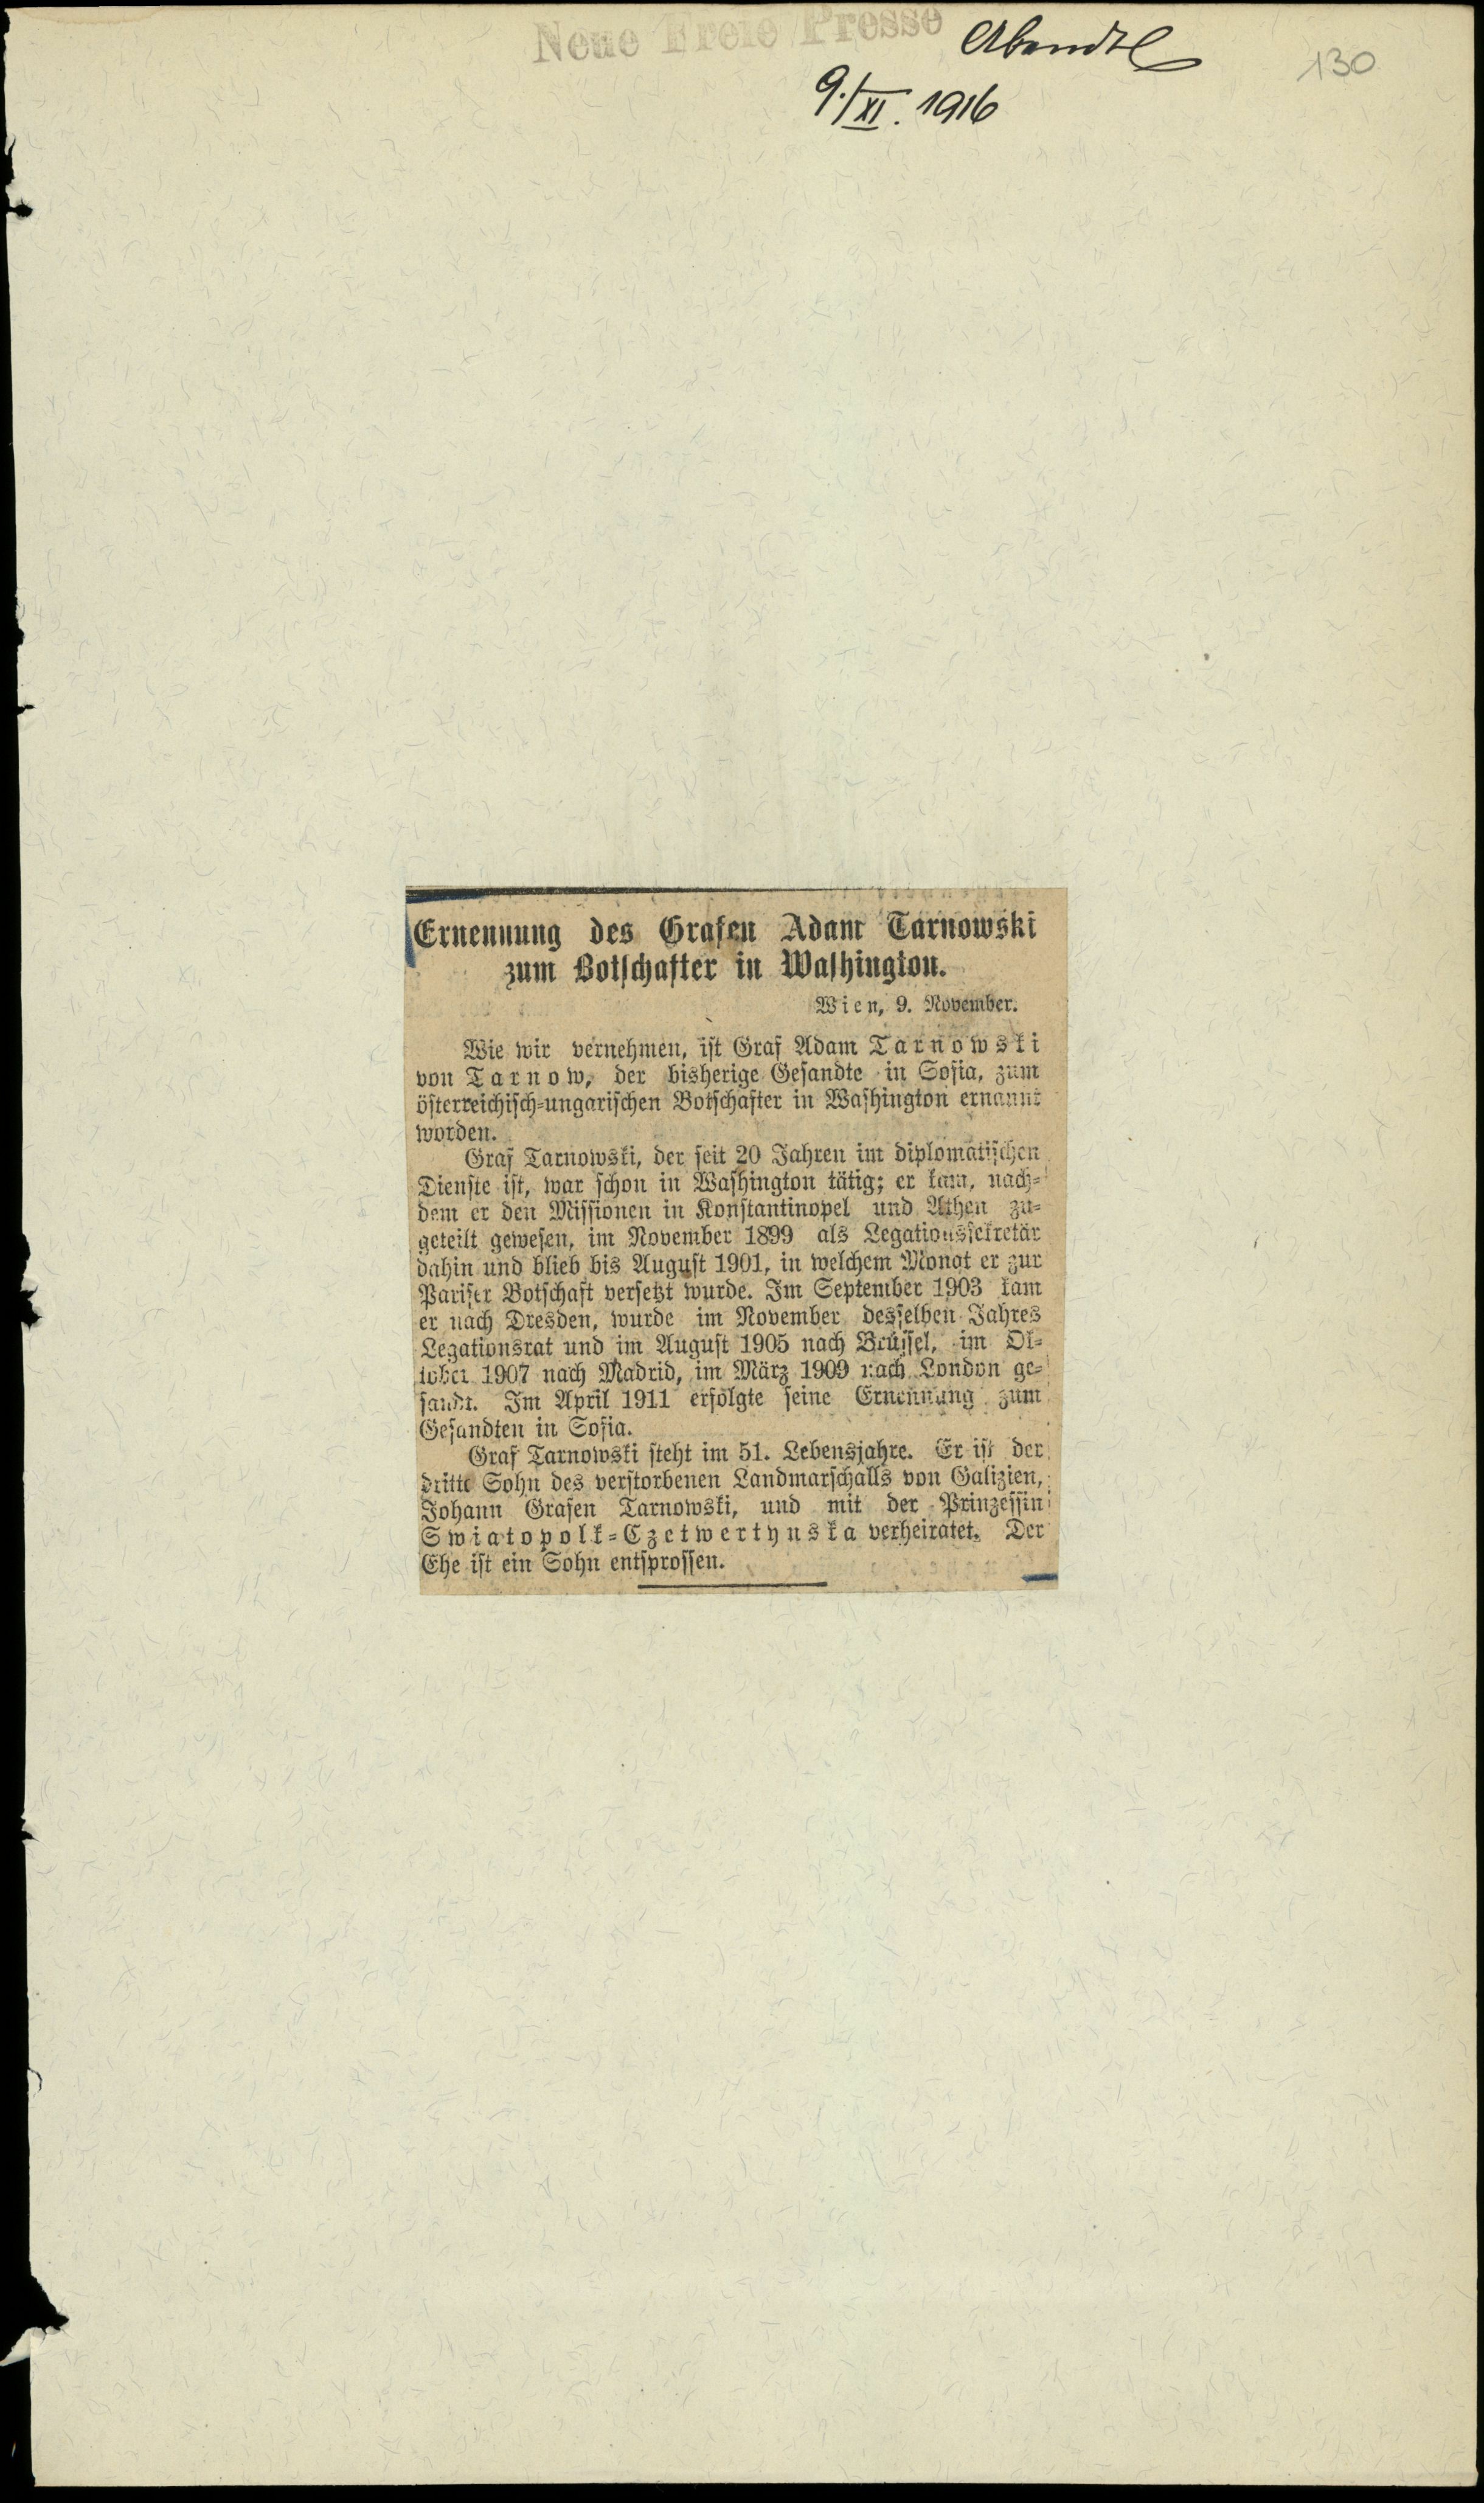 Neue Freie Presse
Abendbl
9./XI. 1916
130
Ernennung des Grafen Adam Tarnowski
zum Botschafter in Washington.
Wien, 9. November.
Wie wir vernehmen, ist Graf Adam Tarnowski
von Tarnow, der bisherige Gesandte in Sofia, zum
österreichisch-ungarischen Botschafter in Washington ernannt
worden.
Graf Tarnowski, der seit 20 Jahren im diplomatischen
Dienste ist, war schon in Washington tätig; er kam, nach-
dem er den Missionen in Konstantinopel und Athen zu-
geteilt gewesen, im November 1899 als Legationssekretär
dahin und blieb bis August 1901, in welchem Monat er zur
Pariser Botschaft versetzt wurde. Im September 1903 kam
er nach Dresden, wurde im November desselben Jahres
Legationsrat und im August 1905 nach Brüssel, im Ok-
tober 1907 nach Madrid, im März 1909 nach London ge-
sandt. Im April 1911 erfolgte seine Ernennung zum
Gesandten in Sofia.
Graf Tarnowski steht im 51. Lebensjahre. Er ist der
dritte Sohn des verstorbenen Landmarschalls von Galizien,
Johann Grafen Tarnowski, und mit der Prinzessin
Swiatopolk-Czetwertynska verheiratet. Der
Ehe ist ein Sohn entsprossen.